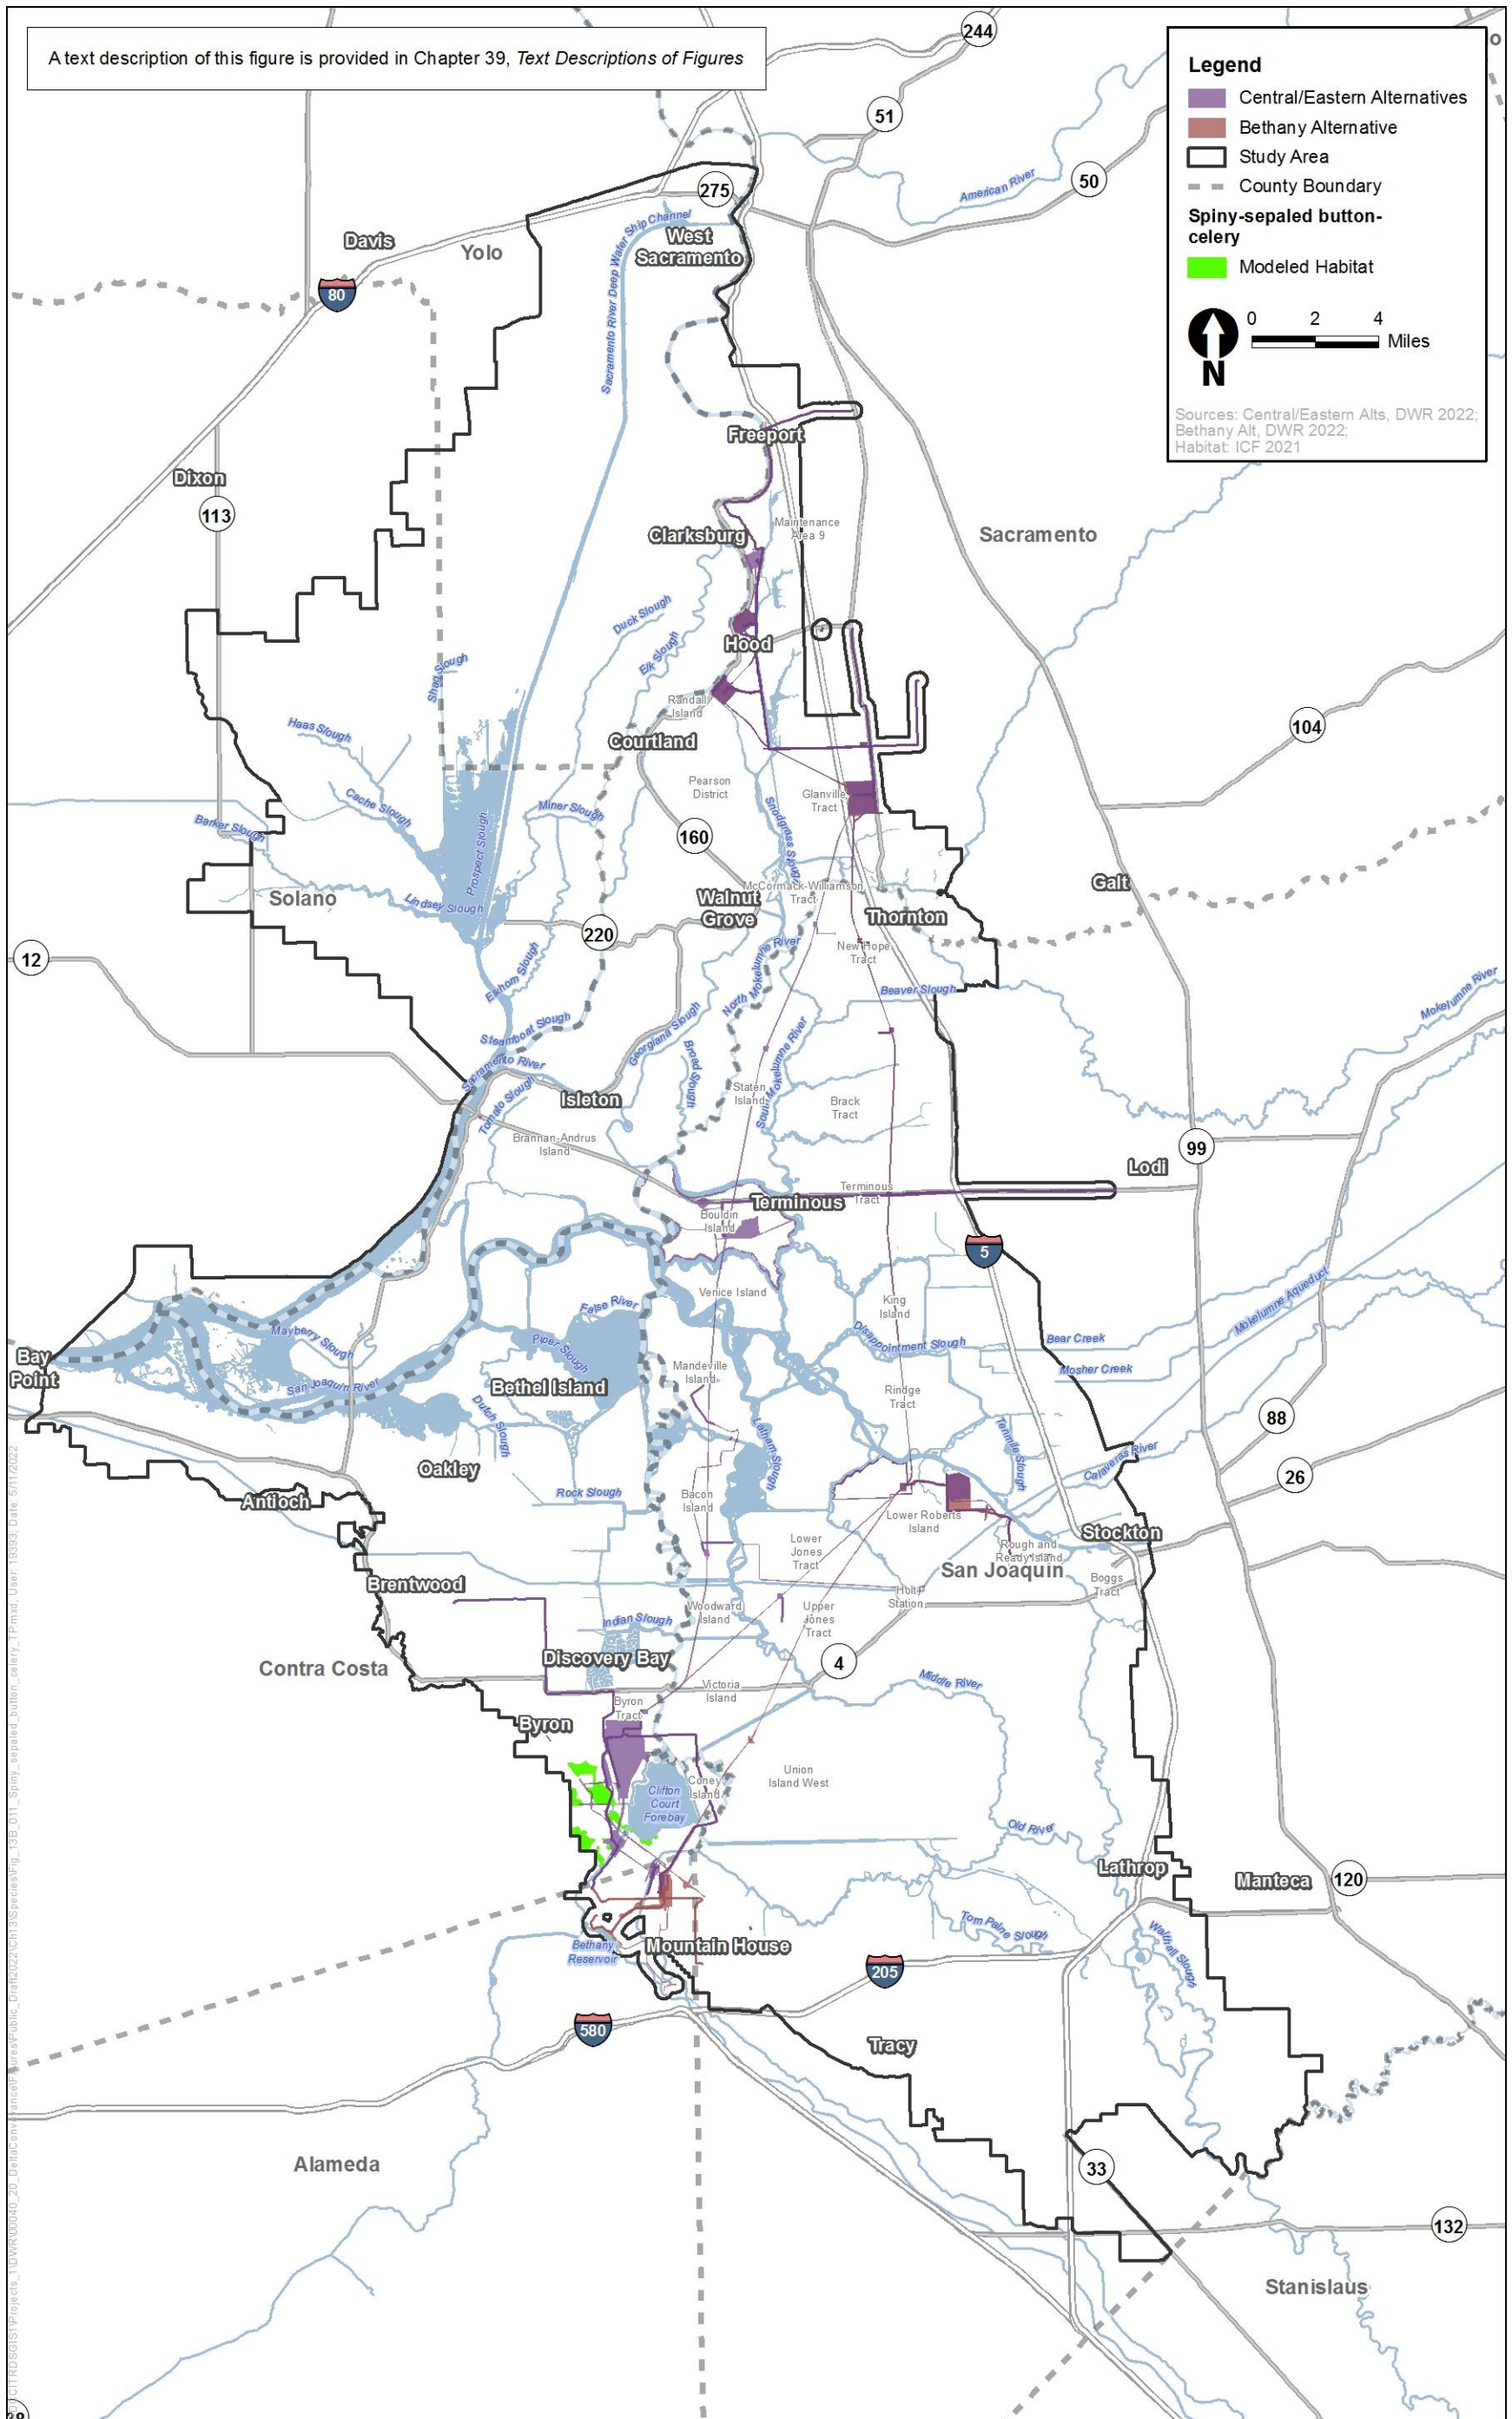 A text description of this figure is provided in Chapter 39, Text Descriptions of Figures
Legend
Central/Eastern Alternatives
Bethany Alternative
Study Area
County Boundary
Spiny-sepaled button-
celery
Modeled Habitat
0 2 4
Miles
N
Sources: Central/Eastern Alts, DWR 2022;
Bethany Alt, DWR 2022;
Habitat: ICF 2021
244
51
50
275
American River
Sacramento River Deep Water Ship Channel
West
Sacramento
Davis
Yolo
80
Freeport
Dixon
113
Clarksburg
Maintenance
Area 9
Sacramento
Duck Slough
Elk Slough
Hood
Shag Slough
Randall
Island
Haas Slough
Courtland
104
Pearson
District
Glanville
Tract
Cache Slough
Miner Slough
Snodgrass Slough
Barker Slough
Prospect Slough
160
Galt
McCormack-Williamson
Tract
Solano
Lindsey Slough
Walnut
Grove
Thornton
220
12
New Hope
Tract
North Mokelumne River
Elkhorn Slough
Beaver Slough
Mokelumne River
Steamboat Slough
Georgiana Slough
Sacramento River
Broad Slough
South Mokelumne River
Tomato Slough
Isleton
Staten
Island
Brack
Tract
Brannan-Andrus
Island
99
Lodi
Terminous
Terminous
Tract
Bouldin
Island
5
Venice Island
King
Island
False River
Mokelumne Aqueduct
Mayberry Slough
Piper Slough
Disappointment Slough
Bear Creek
Bay
Point
Mosher Creek
San Joaquin River
Bethel Island
Mandeville
Island
Rindge
Tract
88
Dutch Slough
Latham Slough
Tenmile Slough
Oakley
Calaveras River
26
Antioch
Rock Slough
Bacon
Island
Lower Roberts
Island
Stockton
Lower
Jones
Tract
Rough and
Ready Island
San Joaquin
Brentwood
Boggs
Tract
Holt
Station
Woodward
Island
Upper
Jones
Tract
Indian Slough
Discovery Bay
Contra Costa
4
Victoria
Island
Middle River
Byron
Tract
Byron
Union
Island West
Coney
Island
Clifton
Court
Forebay
Old River
Lathrop
Manteca
120
Tom Paine Slough
Walthall Slough
Bethany
Reservoir
Mountain House
205
580
Tracy
Alameda
33
132
Stanislaus